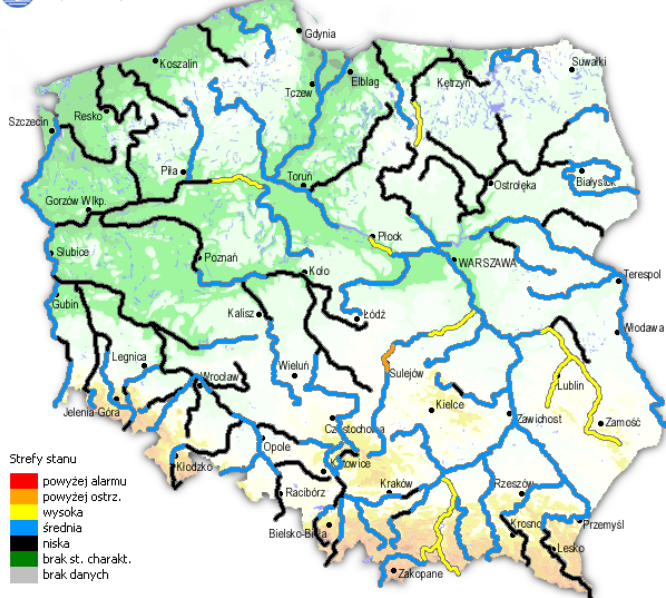 Gdynia
Koszalin
Suwałki
Elbląg
Kętrzyn
Tczew
Resko
Szczecin
Piła
Toruń
Białystok
Ostrołęka
Gorzów Wlkp.
Płock
Słubice
Poznań
WARSZAWA
Koło
Terespol
Gubin
Kalisz
Łódź
Włodawa
Legnica
Wieluń
Sulejów
Wrocław
Lublin
Jelenia Góra
Kielce
Zawichost
Zamość
Częstochowa
Opole
Strefy stanu
Kłodzko
Katowice
powyżej alarmu
Kraków
Rzeszów
powyżej ostrz.
Racibórz
wysoka
Przemyśl
średnia
Bielsko-Biała
Krosno
niska
Lesko
brak st. charakt.
Zakopane
brak danych